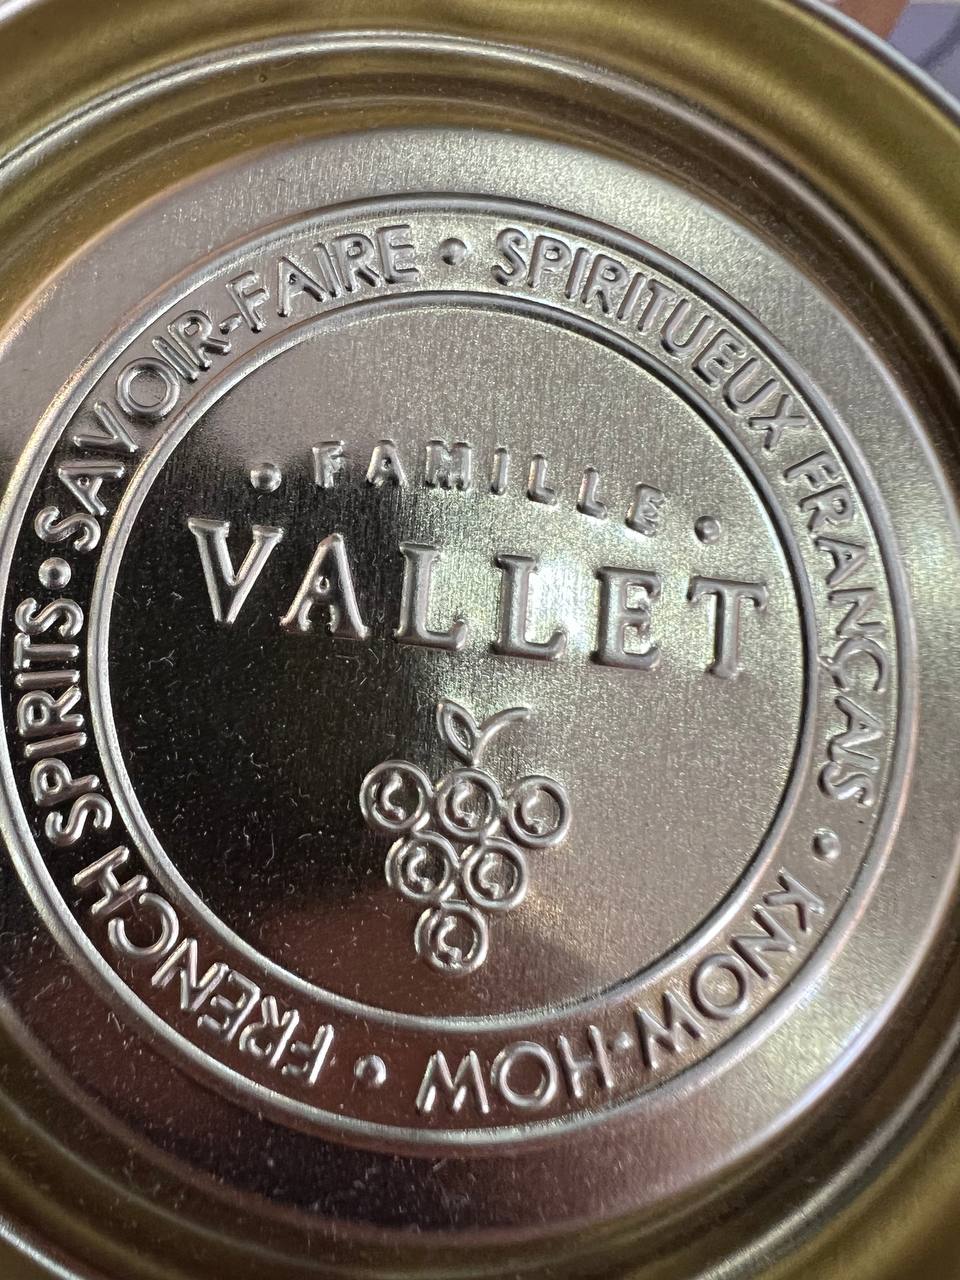 SAVOIR-FAIRE • SPIRITUEUX FRANÇAIS • KNOW-HOW • FRENCH SPIRITS •
• FAMILLE •
VALLET